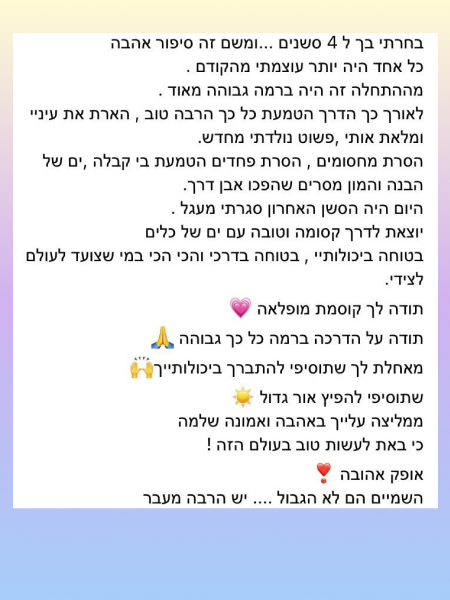 בחרתי בך ל 4 סשנים ...ומשם זה סיפור אהבה
כל אחד היה יותר עוצמתי מהקודם .
מההתחלה זה היה ברמה גבוהה מאוד .
לאורך כך הדרך הטמעת כל כך הרבה טוב , הארת את עיניי
ומלאת אותי ,פשוט נולדתי מחדש.
הסרת מחסומים , הסרת פחדים הטמעת בי קבלה ,ים של
הבנה והמון מסרים שהפכו אבן דרך.
היום היה הסשן האחרון סגרתי מעגל .
יוצאת לדרך קסומה וטובה עם ים של כלים
בטוחה ביכולותיי , בטוחה בדרכי והכי הכי במי שצועד לעולם
לצידי.
תודה לך קוסמת מופלאה 💗
תודה על הדרכה ברמה כל כך גבוהה 🙏
מאחלת לך שתוסיפי להתברך ביכולותייך🙌
שתוסיפי להפיץ אור גדול ☀️
ממליצה עלייך באהבה ואמונה שלמה
כי באת לעשות טוב בעולם הזה !
אופק אהובה ❣️
השמיים הם לא הגבול .... יש הרבה מעבר